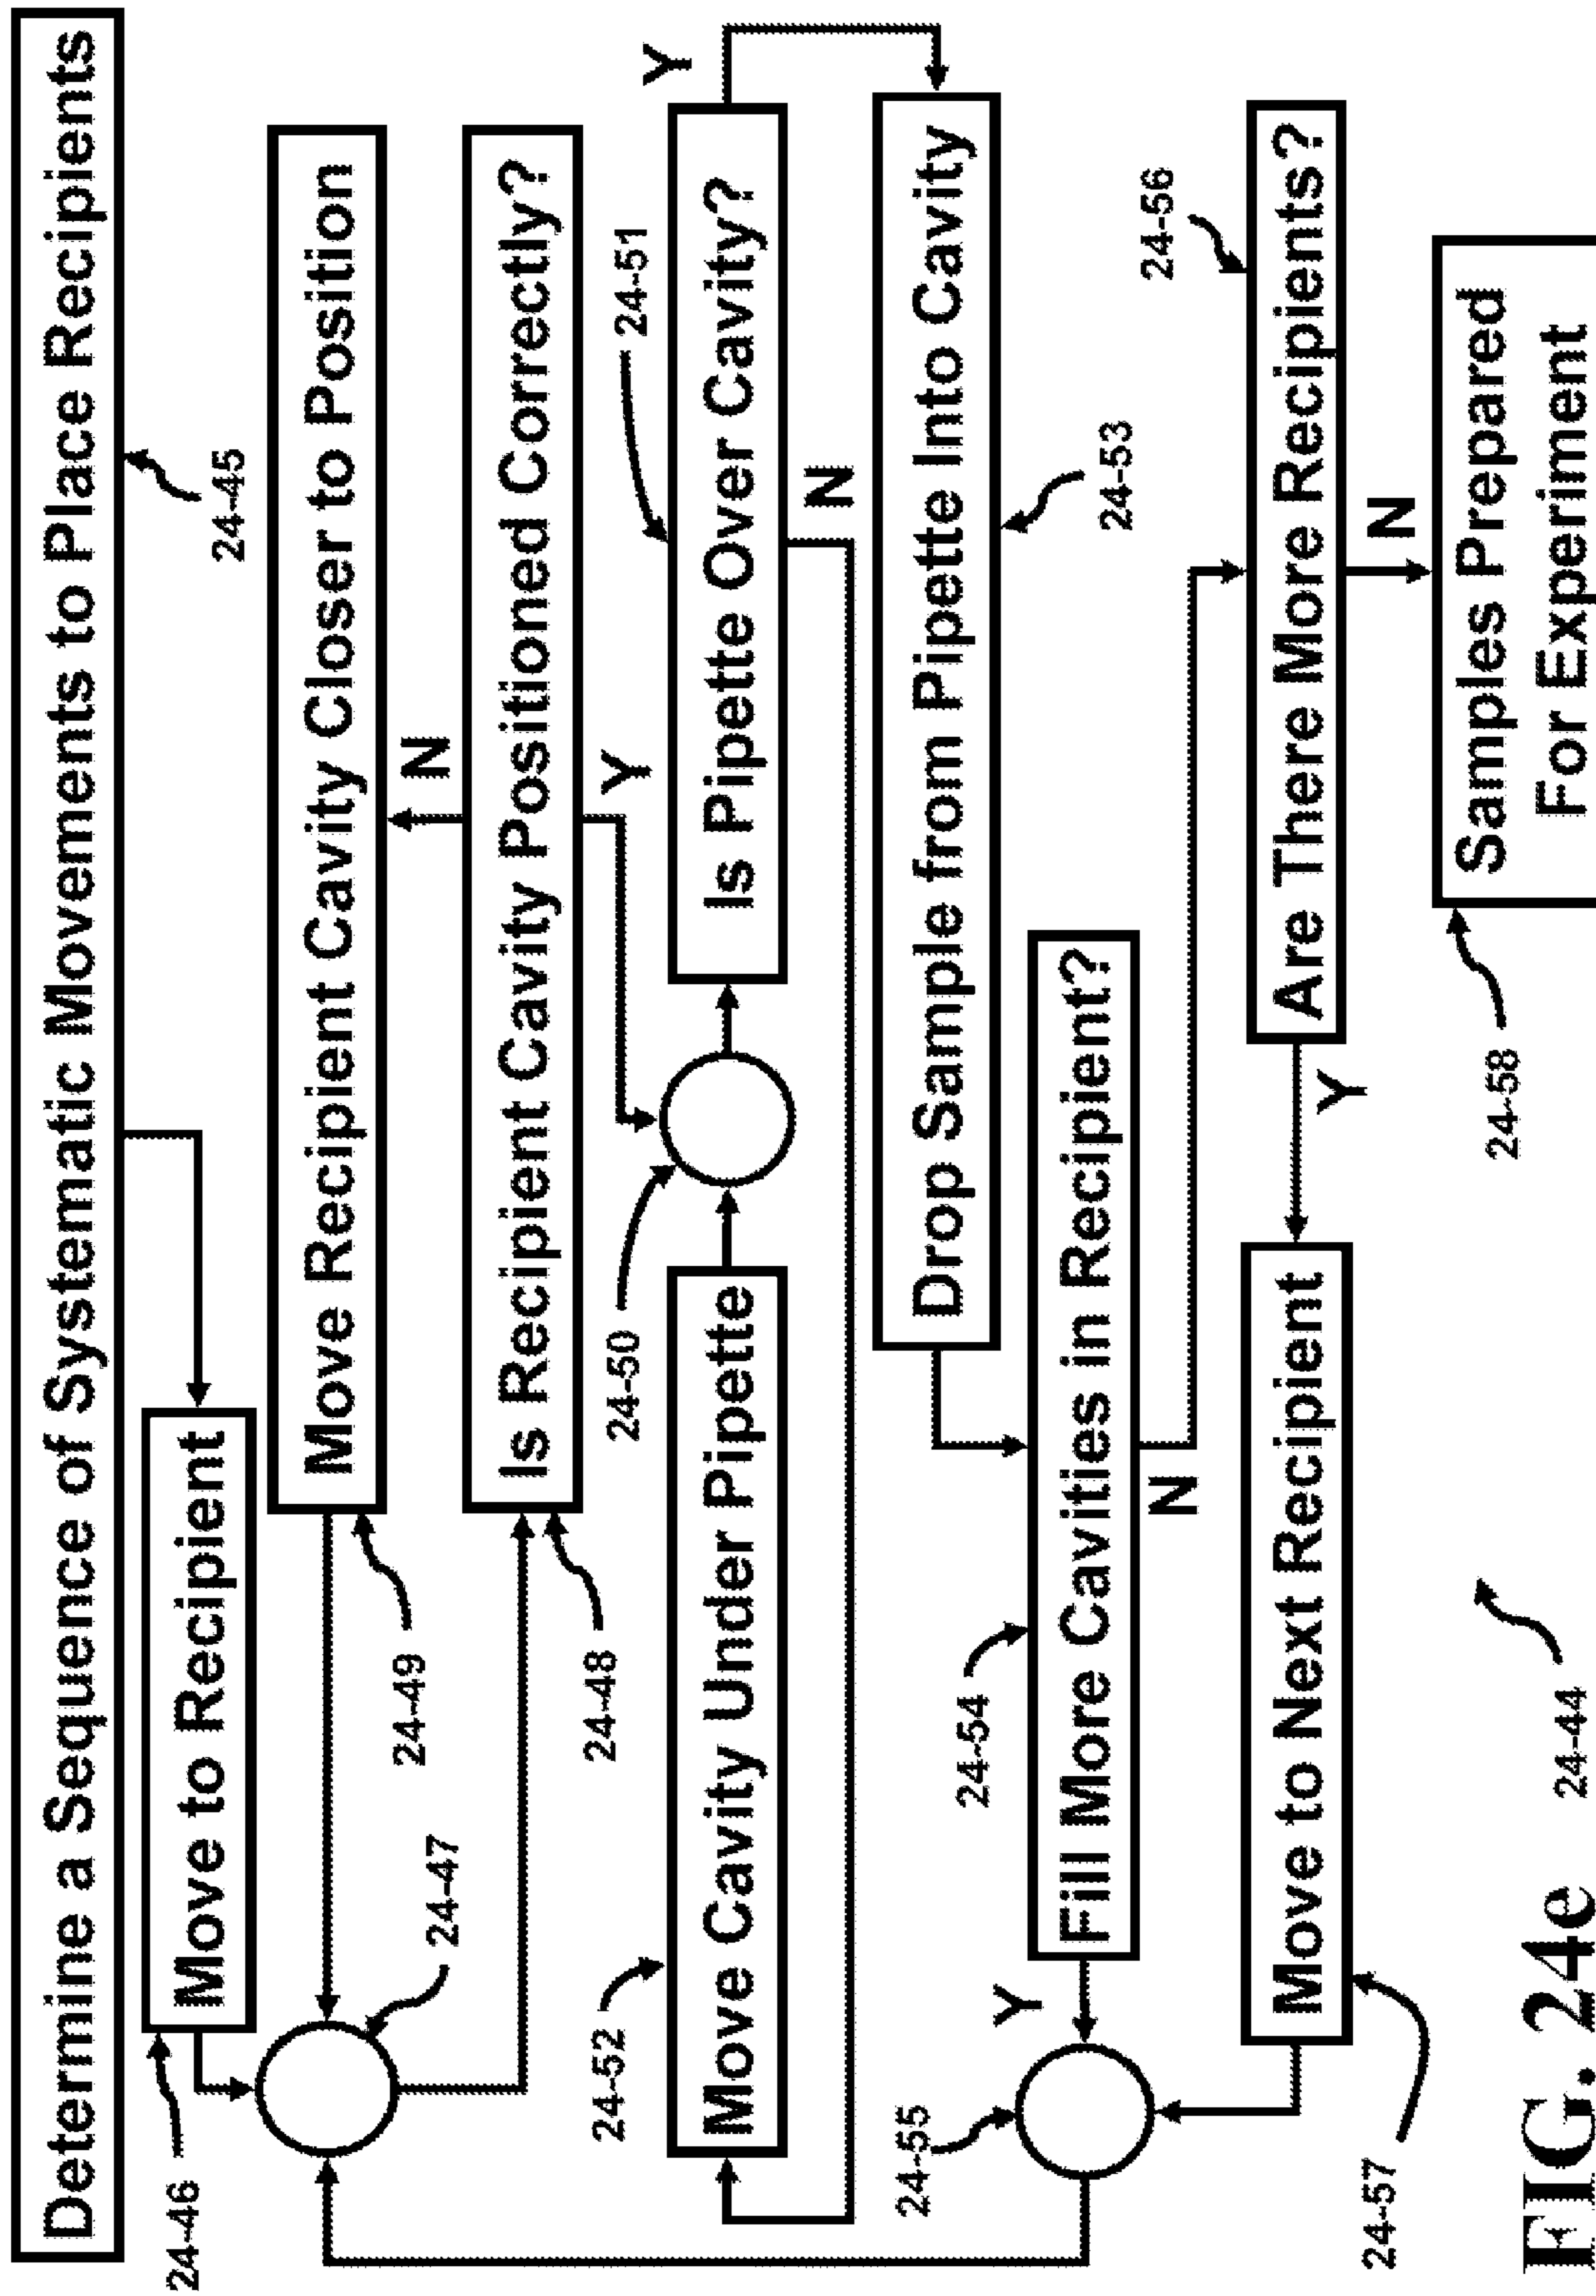 Determine a Sequence of Systematic Movements to Place Recipients
24-45
24-46
Move to Recipient
Move Recipient Cavity Closer to Position
24-49
24-47
N
Is Recipient Cavity Positioned Correctly?
24-48
Y
24-50
24-51
Is Pipette Over Cavity?
Y
24-52
Move Cavity Under Pipette
N
Drop Sample from Pipette Into Cavity
24-53
24-54
Fill More Cavities in Recipient?
Y
N
24-55
24-56
Are There More Recipients?
Y
N
Move to Next Recipient
24-57
24-58
Samples Prepared
For Experiment
24-44
FIG. 24e